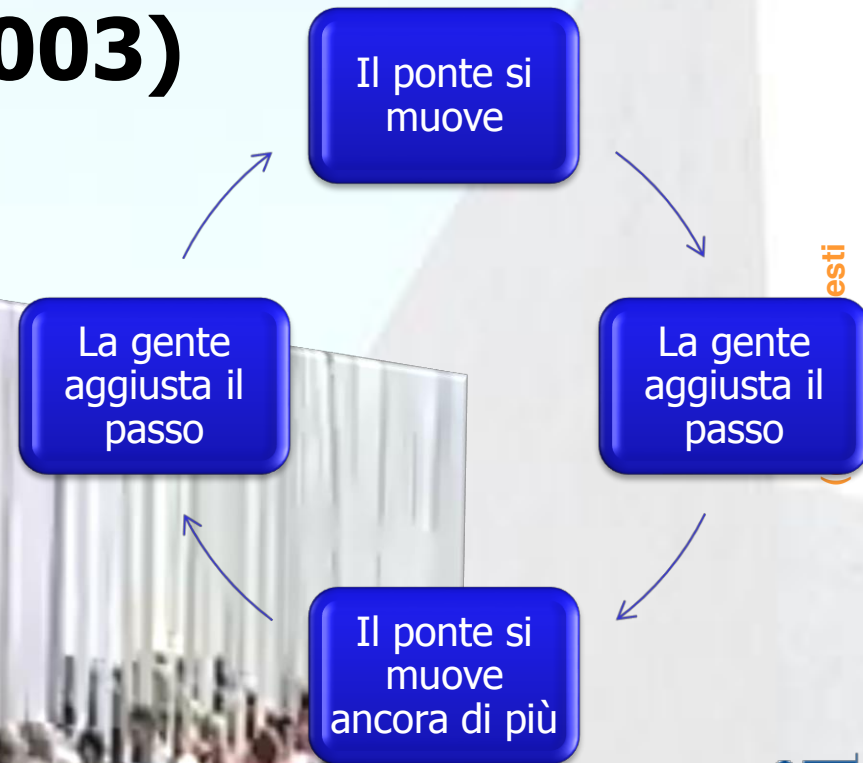 003)
Il ponte si
muove
La gente
aggiusta il
passo
La gente
aggiusta il
passo
Il ponte si
muove
ancora di più
esti